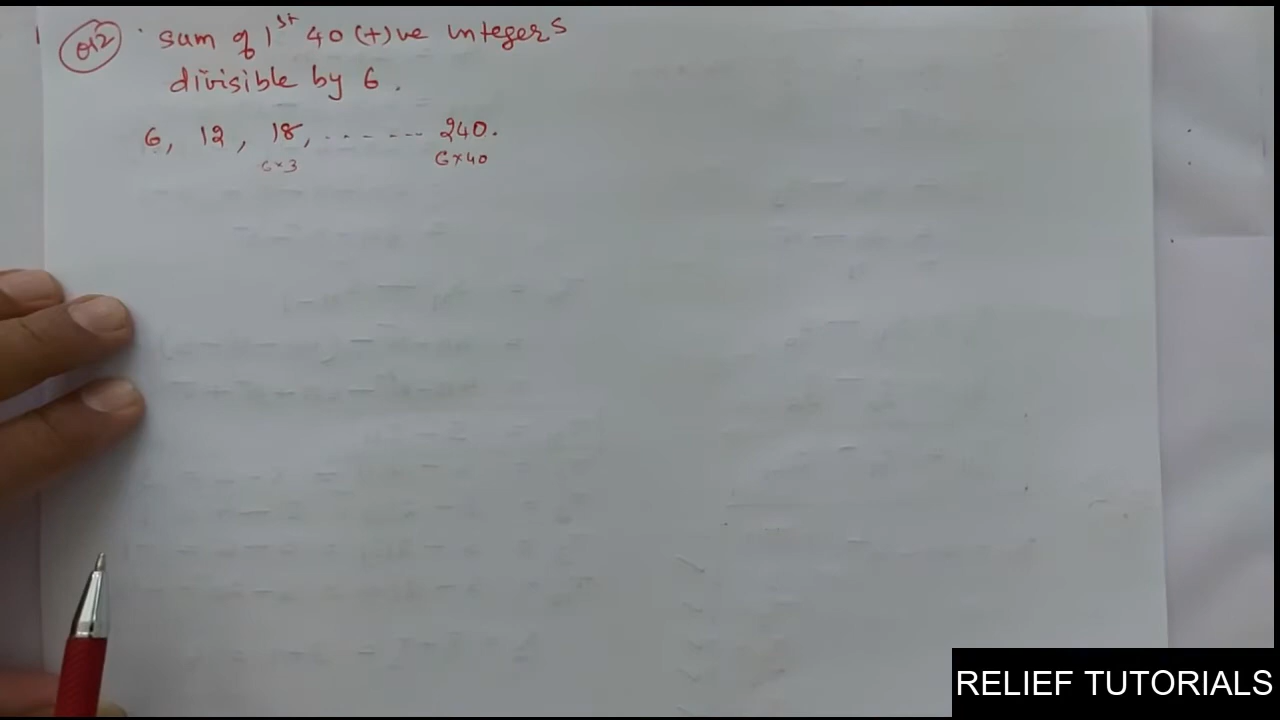 Q12 sum of 1st 40 (+)ve integers
divisible by 6.
6, 12, 18, ------- 240.
6×3 6×40
RELIEF TUTORIALS